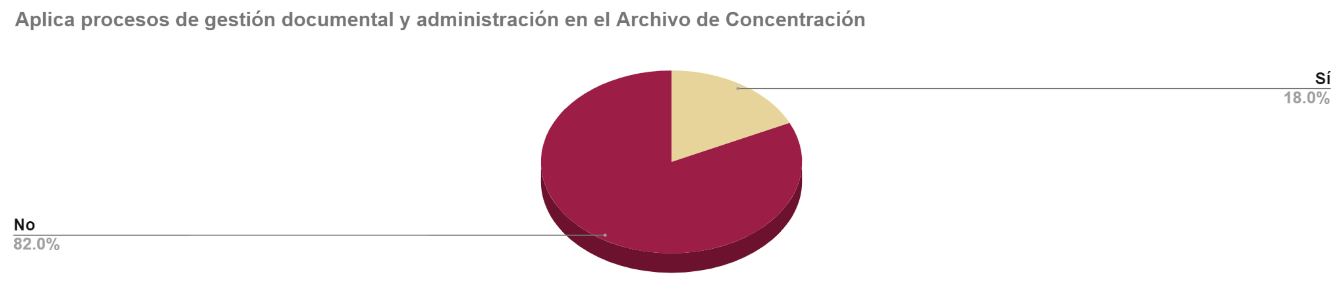 Aplica procesos de gestión documental y administración en el Archivo de Concentración
Sí
18.0%
No
82.0%